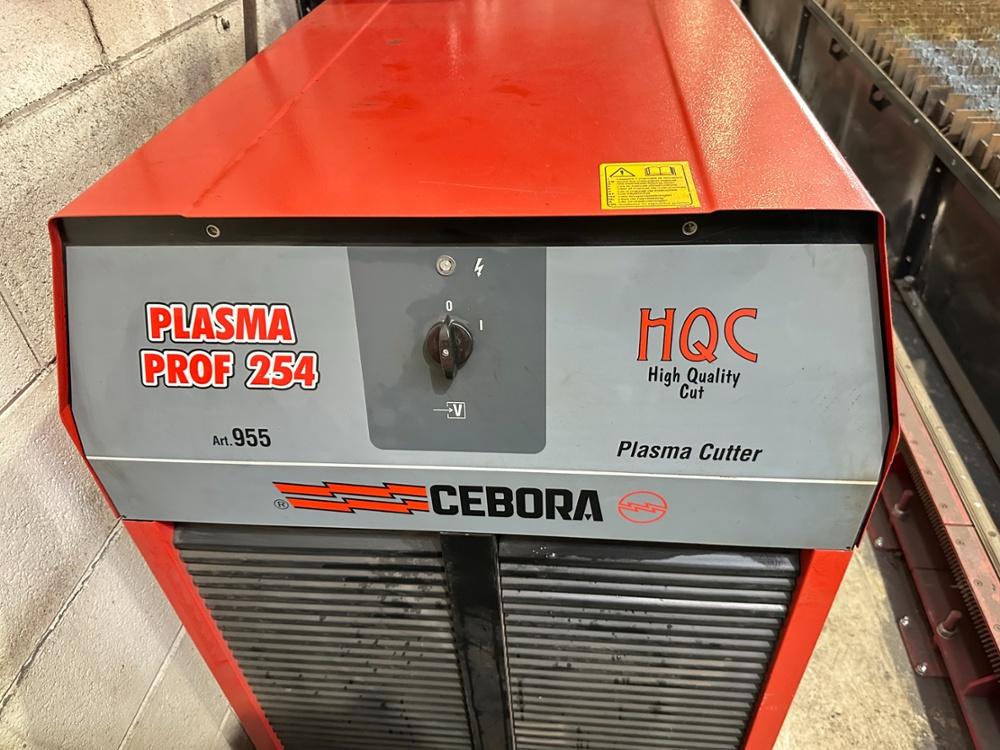 0
I
V
PLASMA
PROF 254
Art. 955
HQC
High Quality
Cut
Plasma Cutter
® CEBORA